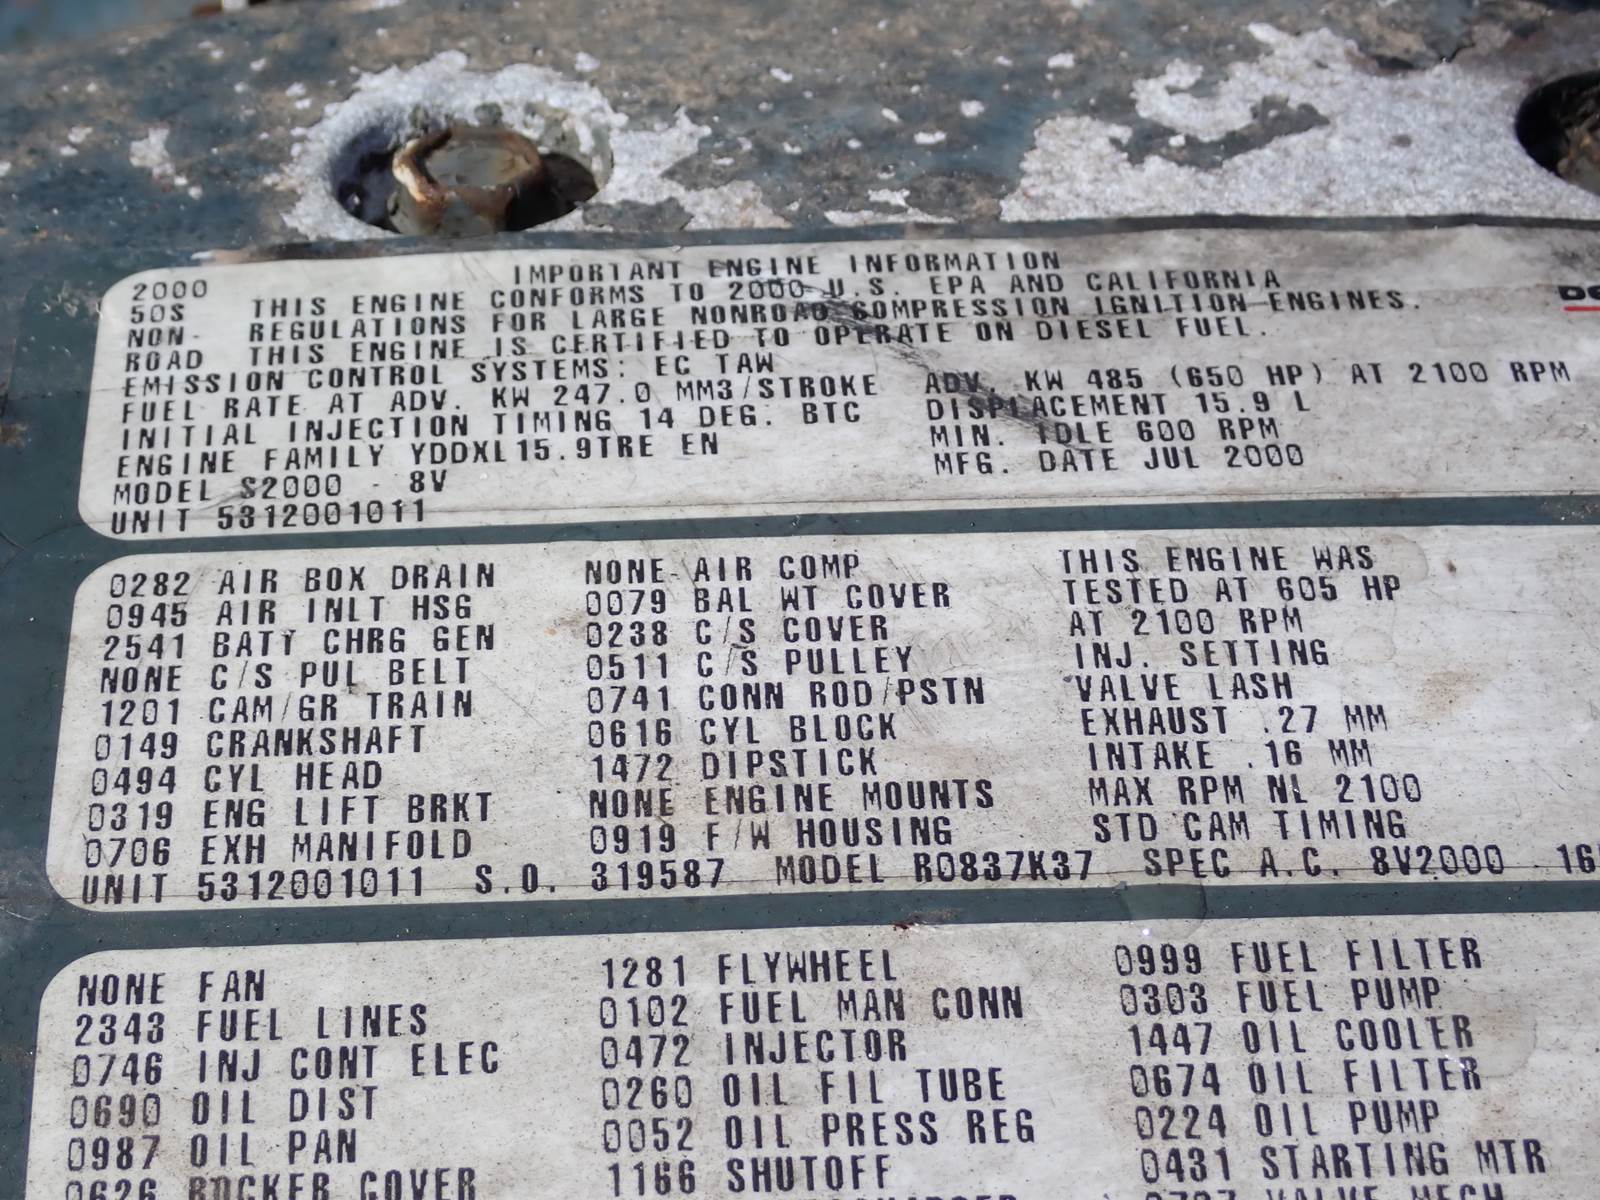 IMPORTANT ENGINE INFORMATION
2000 THIS ENGINE CONFORMS TO 2000 U.S. EPA AND CALIFORNIA
50S REGULATIONS FOR LARGE NONROAD COMPRESSION IGNITION ENGINES.
NON- THIS ENGINE IS CERTIFIED TO OPERATE ON DIESEL FUEL.
ROAD
EMISSION CONTROL SYSTEMS: EC TAW
FUEL RATE AT ADV. KW 247.0 MM3/STROKE ADV. KW 485 (650 HP) AT 2100 RPM
INITIAL INJECTION TIMING 14 DEG. BTC DISPLACEMENT 15.9 L
ENGINE FAMILY YDDXL15.9TRE EN MIN. IDLE 600 RPM
MODEL S2000 - 8V MFG. DATE JUL 2000
UNIT 5312001011
0282 AIR BOX DRAIN NONE AIR COMP THIS ENGINE WAS
0945 AIR INLT HSG 0079 BAL WT COVER TESTED AT 605 HP
2541 BATT CHRG GEN 0238 C/S COVER AT 2100 RPM
NONE C/S PUL BELT 0511 C/S PULLEY INJ. SETTING
1201 CAM/GR TRAIN 0741 CONN ROD/PSTN VALVE LASH
0149 CRANKSHAFT 0616 CYL BLOCK EXHAUST .27 MM
0494 CYL HEAD 1472 DIPSTICK INTAKE .16 MM
0319 ENG LIFT BRKT NONE ENGINE MOUNTS MAX RPM NL 2100
0706 EXH MANIFOLD 0919 F/W HOUSING STD CAM TIMING
UNIT 5312001011 S.O. 319587 MODEL R0837K37 SPEC A.C. 8V2000
NONE FAN 1281 FLYWHEEL 0999 FUEL FILTER
2343 FUEL LINES 0102 FUEL MAN CONN 0303 FUEL PUMP
0746 INJ CONT ELEC 0472 INJECTOR 1447 OIL COOLER
0690 OIL DIST 0260 OIL FIL TUBE 0674 OIL FILTER
0987 OIL PAN 0052 OIL PRESS REG 0224 OIL PUMP
0626 ROCKER COVER 1166 SHUTOFF 0431 STARTING MTR